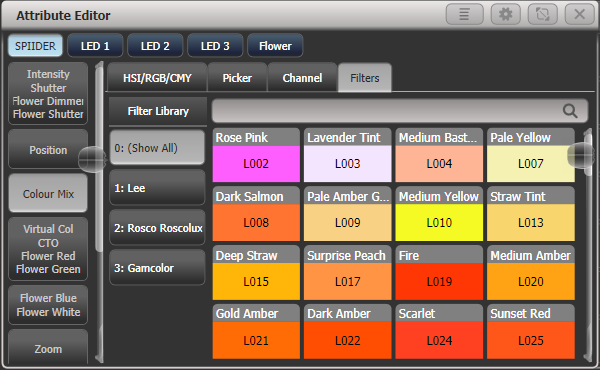 Attribute Editor
SPIIDER
LED 1
LED 2
LED 3
Flower
Intensity
Shutter
Flower Dimmer
Flower Shutter
Position
Colour Mix
Virtual Col
CTO
Flower Red
Flower Green
Flower Blue
Flower White
Zoom
HSI/RGB/CMY
Picker
Channel
Filters
Filter Library
0: (Show All)
1: Lee
2: Rosco Roscolux
3: Gamcolor
Rose Pink
L002
Lavender Tint
L003
Medium Bast...
L004
Pale Yellow
L007
Dark Salmon
L008
Pale Amber G...
L009
Medium Yellow
L010
Straw Tint
L013
Deep Straw
L015
Surprise Peach
L017
Fire
L019
Medium Amber
L020
Gold Amber
L021
Dark Amber
L022
Scarlet
L024
Sunset Red
L025